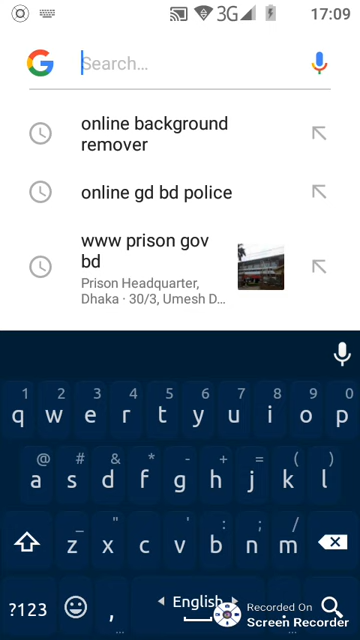 3G 17:09
Search...
online background
remover
online gd bd police
www prison gov
bd
Prison Headquarter,
Dhaka · 30/3, Umesh D...
1 2 3 4 5 6 7 8 9 0
q w e r t y u i o p
@ # & * - + = ( )
a s d f g h j k l
_ " ' : ; /
z x c v b n m
?123 , English .
Recorded On
Screen Recorder